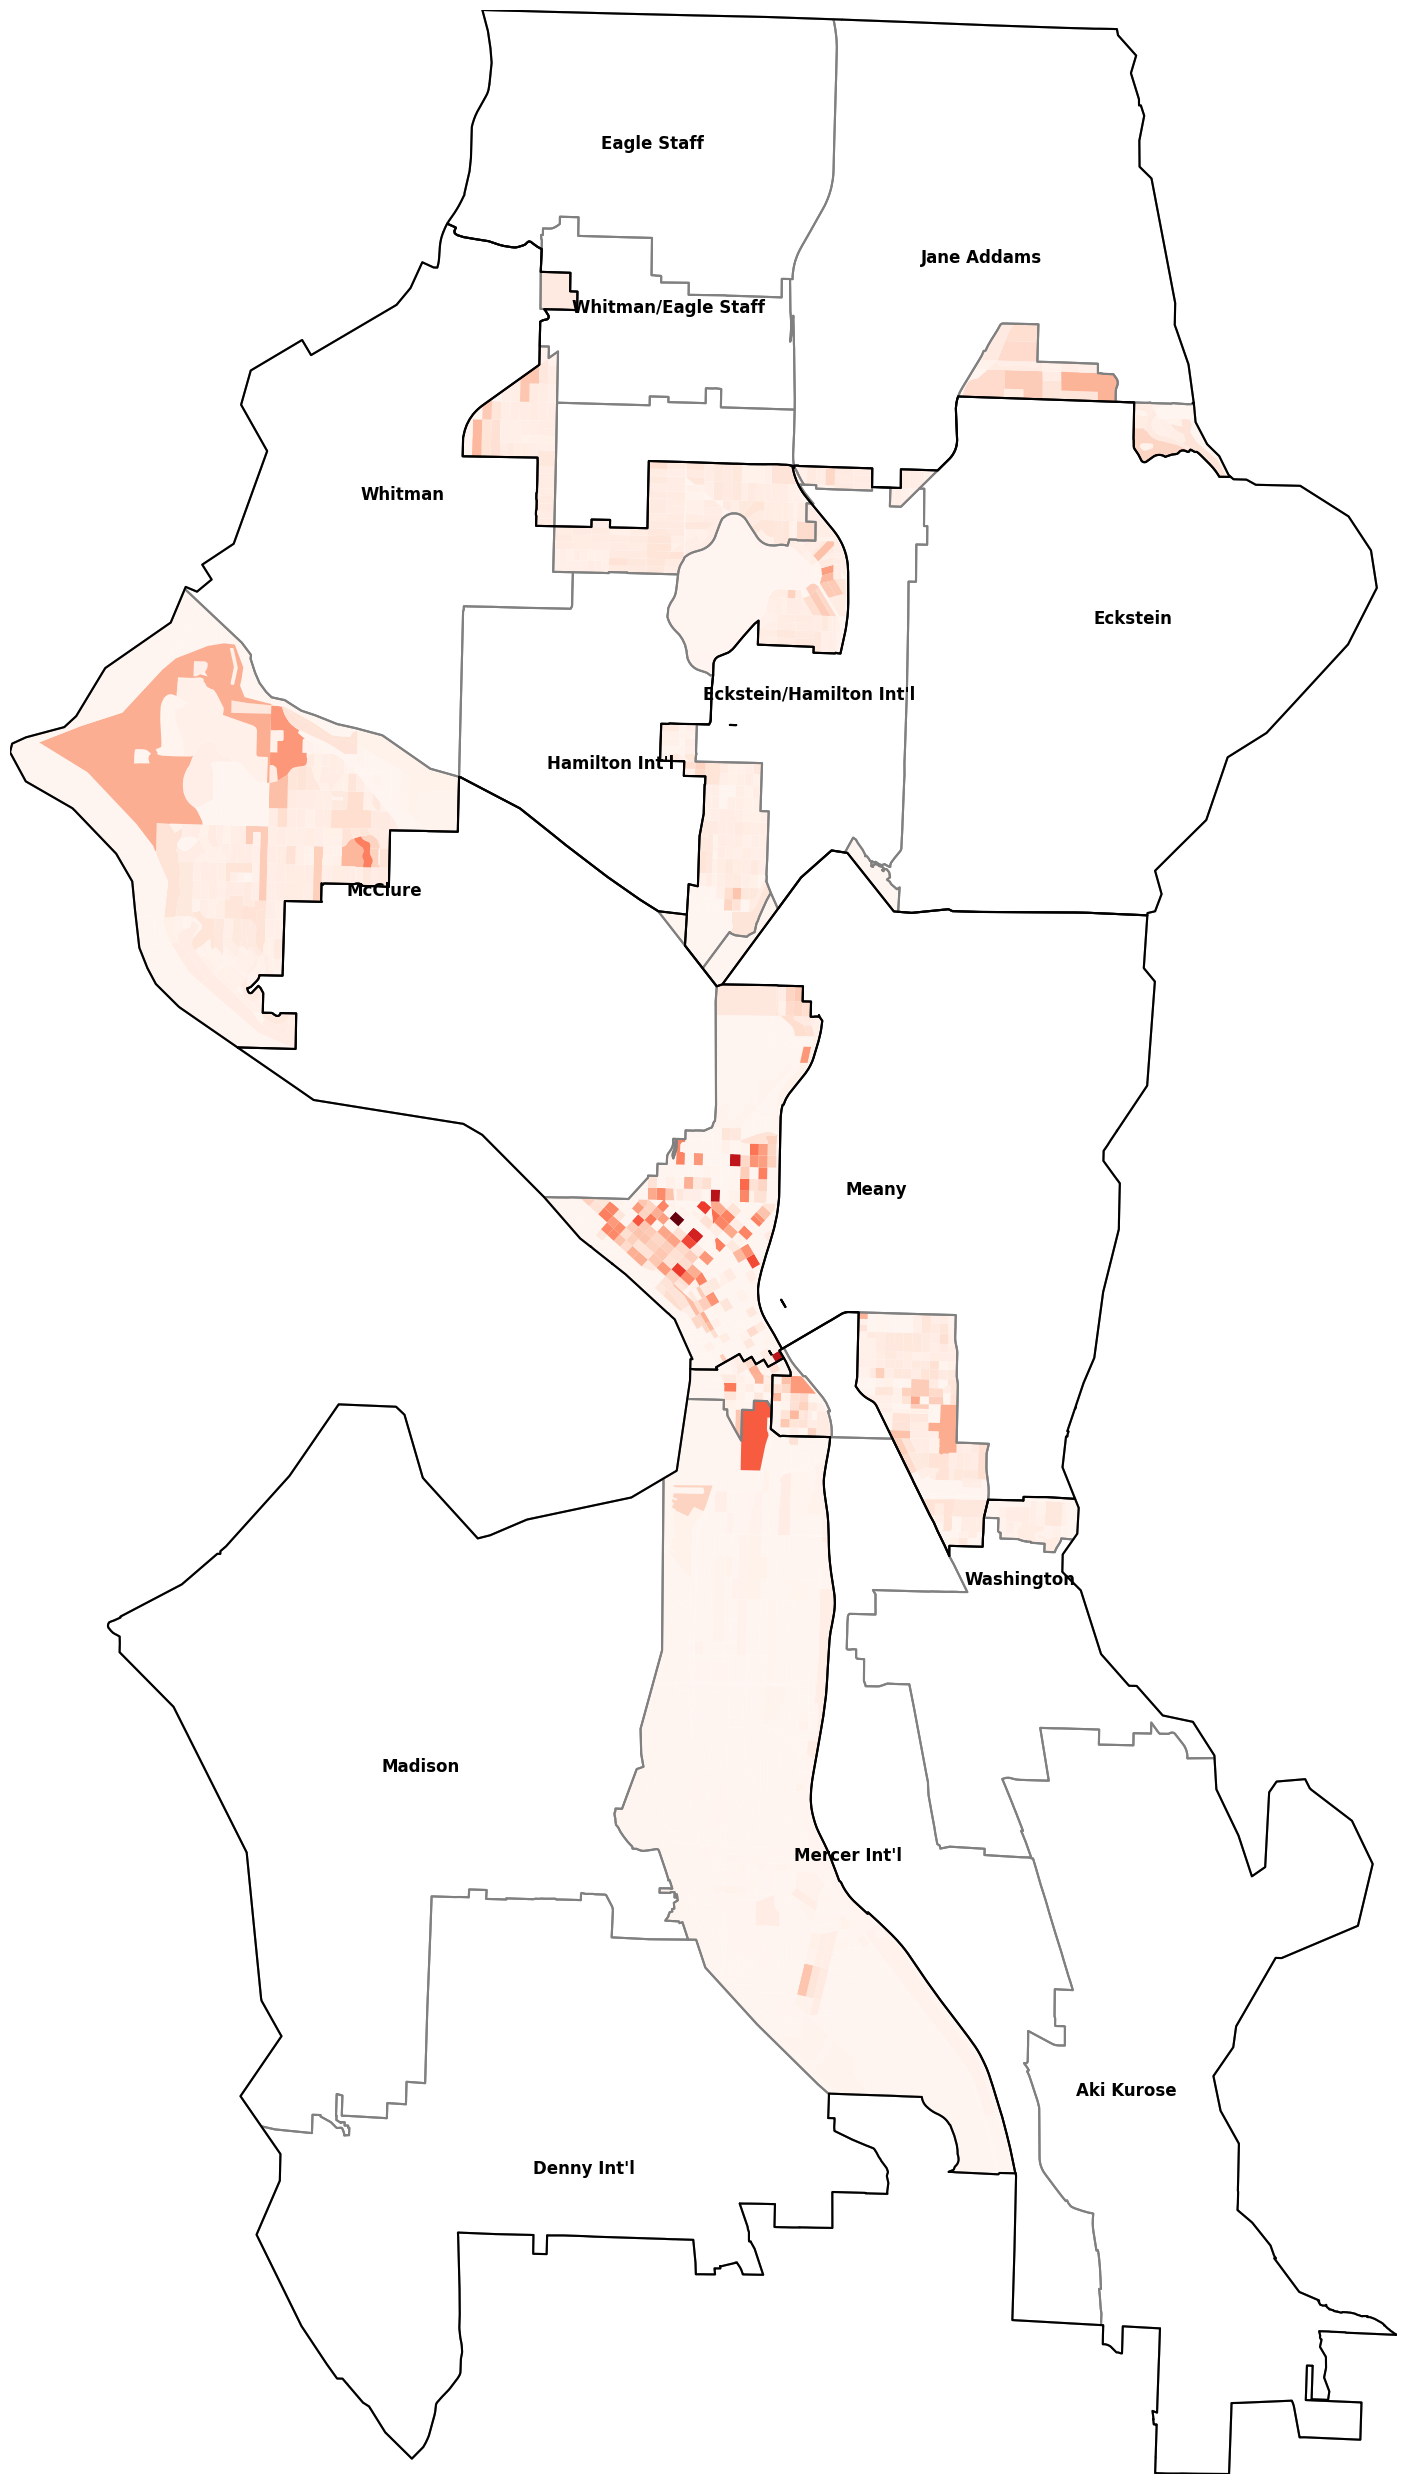 Eagle Staff
Jane Addams
Whitman/Eagle Staff
Whitman
Eckstein
Eckstein/Hamilton Int'l
Hamilton Int'l
McClure
Meany
Washington
Madison
Mercer Int'l
Aki Kurose
Denny Int'l